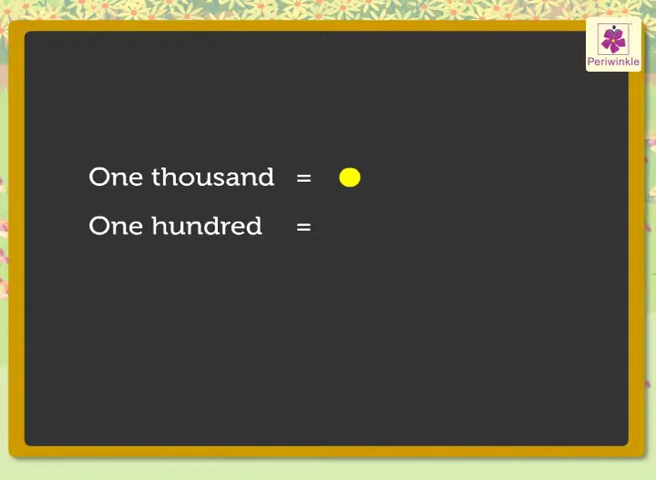 Periwinkle
One thousand =
One hundred =